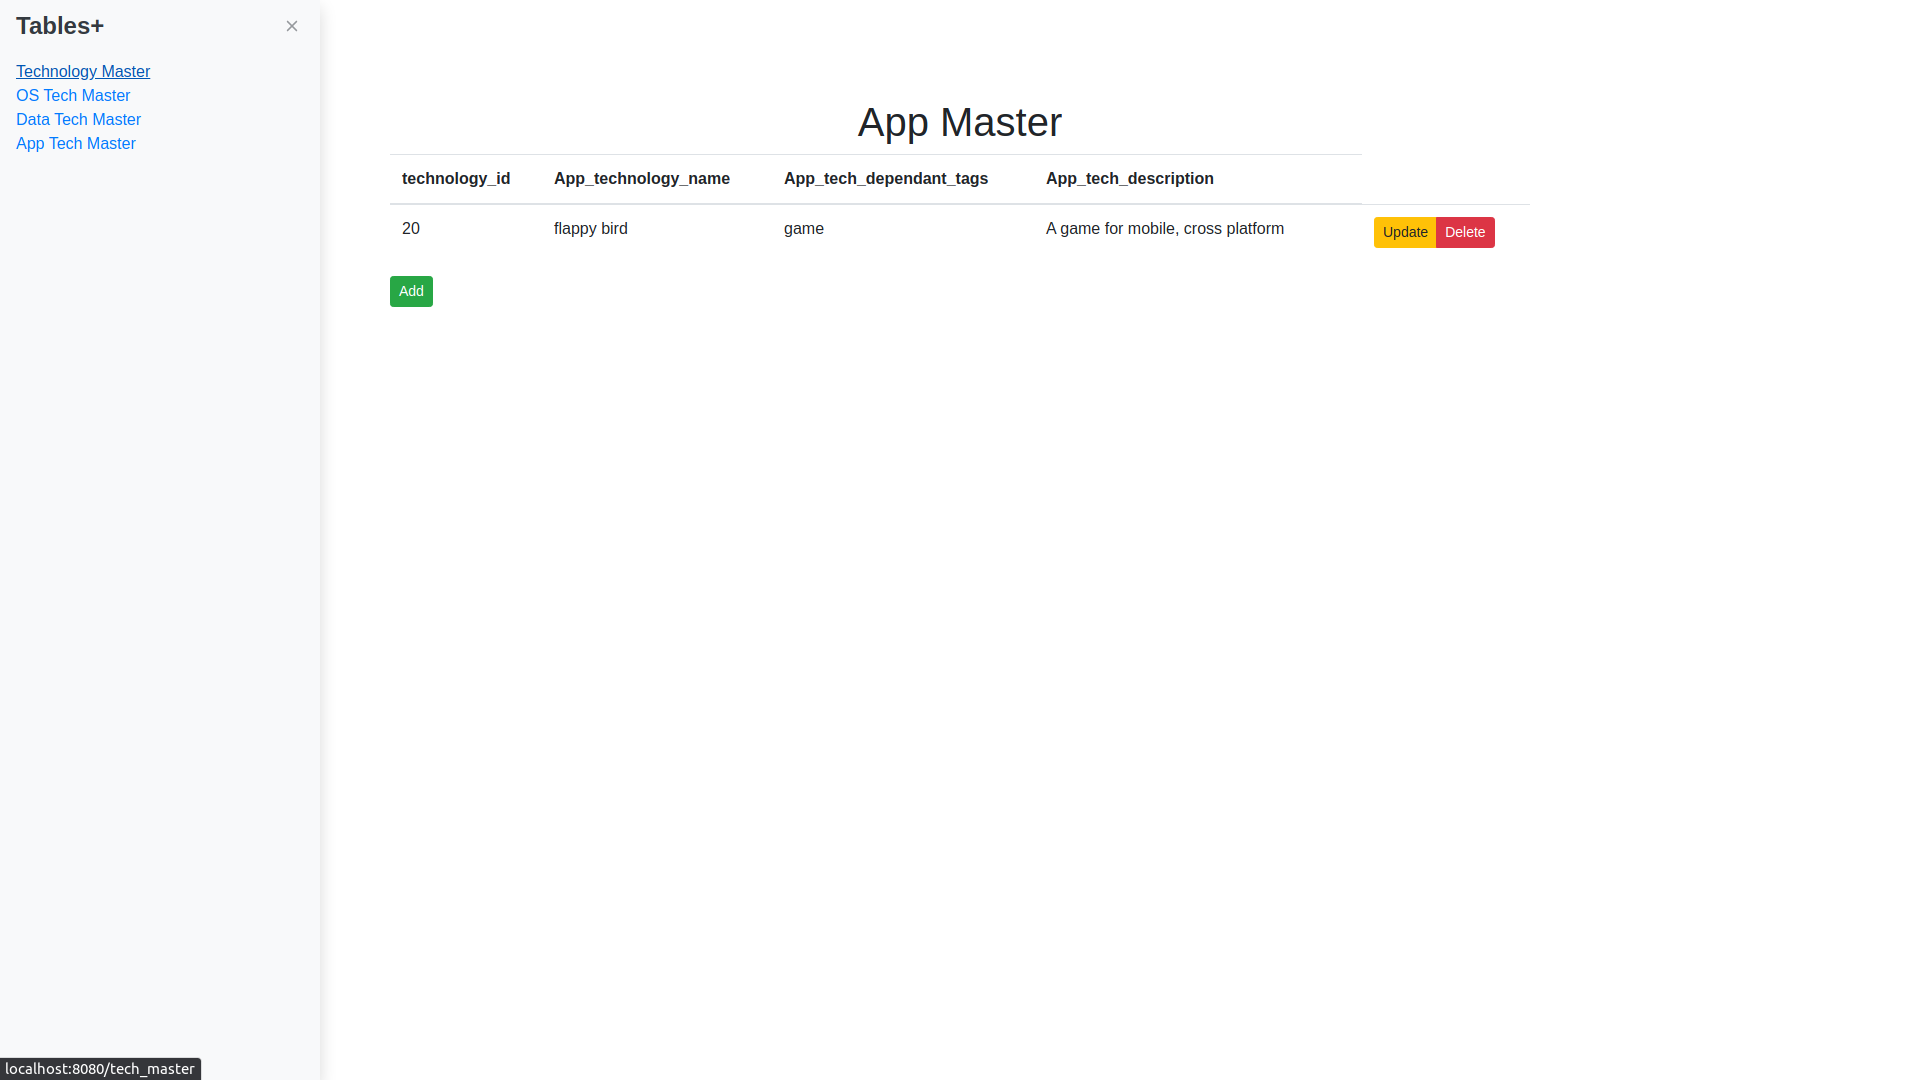 Tables+
Technology Master
OS Tech Master
Data Tech Master
App Tech Master
App Master
technology_id App_technology_name App_tech_dependant_tags App_tech_description
20 flappy bird game A game for mobile, cross platform Update Delete
Add
localhost:8080/tech_master